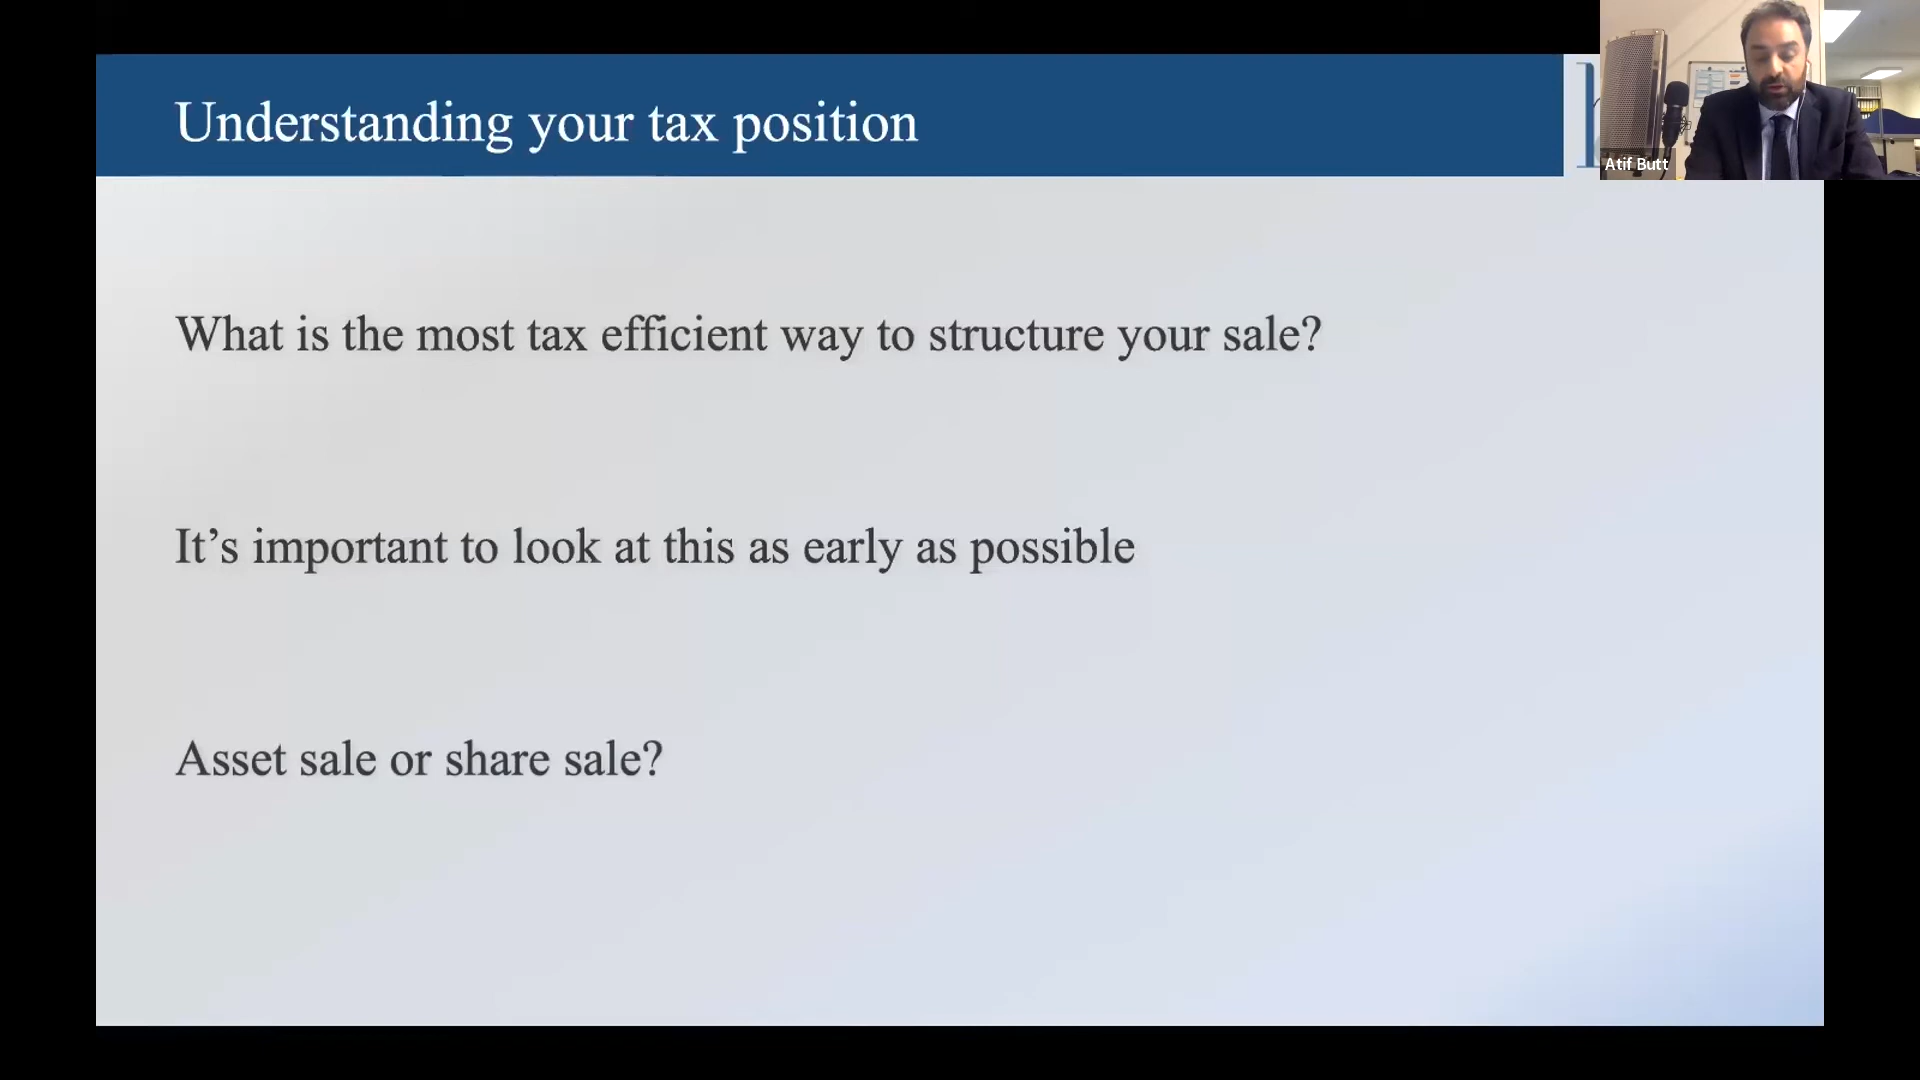 Understanding your tax position
Atif Butt
What is the most tax efficient way to structure your sale?
It’s important to look at this as early as possible
Asset sale or share sale?